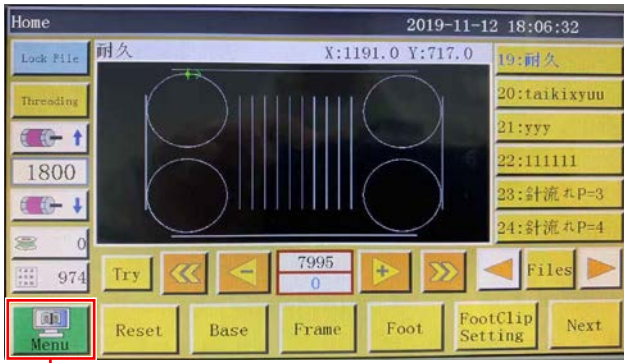 Home 2019-11-12 18:06:32
Lock File
耐久 X:1191.0 Y:717.0
19:耐久
Threading
20:taikixyuu
21:yyy
1800
22:111111
23:針流れP=3
24:針流れP=4
0
974
Try
7995
0
Files
Menu
Reset
Base
Frame
Foot
FootClip
Setting
Next